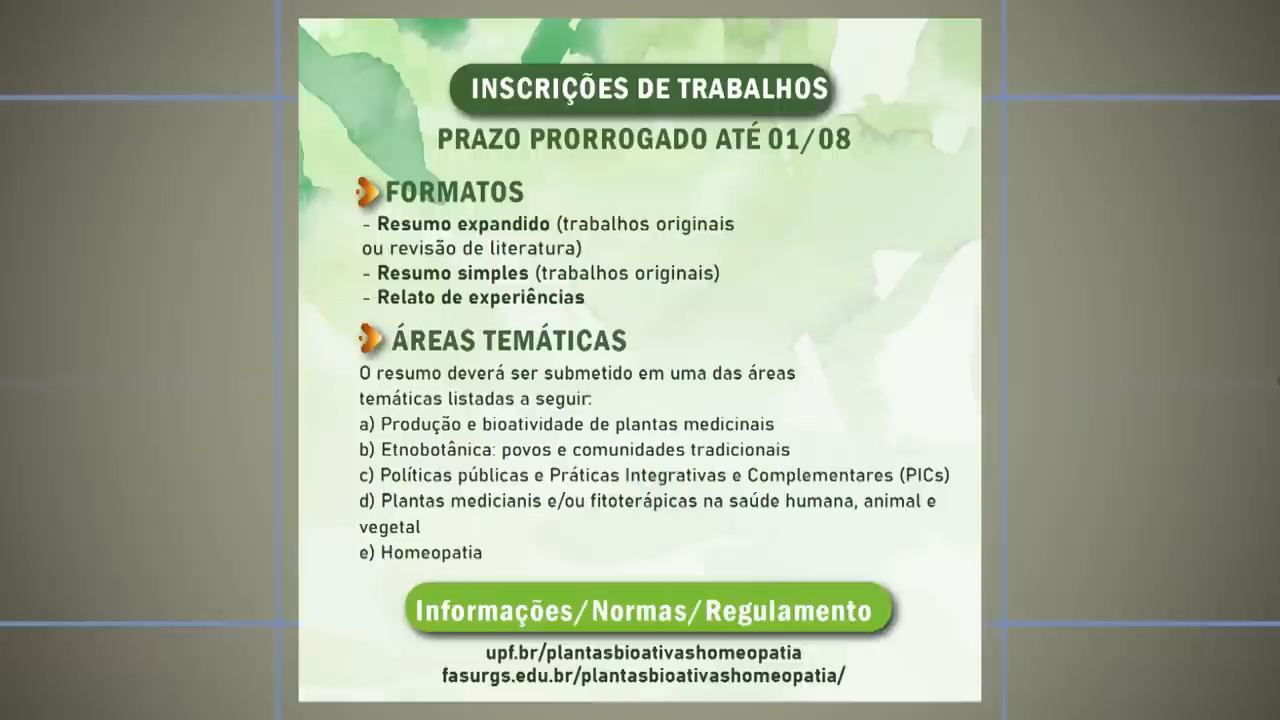 INSCRIÇÕES DE TRABALHOS
PRAZO PRORROGADO ATÉ 01/08
FORMATOS
- Resumo expandido (trabalhos originais
ou revisão de literatura)
- Resumo simples (trabalhos originais)
- Relato de experiências
ÁREAS TEMÁTICAS
O resumo deverá ser submetido em uma das áreas
temáticas listadas a seguir:
a) Produção e bioatividade de plantas medicinais
b) Etnobotânica: povos e comunidades tradicionais
c) Políticas públicas e Práticas Integrativas e Complementares (PICs)
d) Plantas medicianis e/ou fitoterápicas na saúde humana, animal e
vegetal
e) Homeopatia
Informações/Normas/Regulamento
upf.br/plantasbioativashomeopatia
fasurgs.edu.br/plantasbioativashomeopatia/